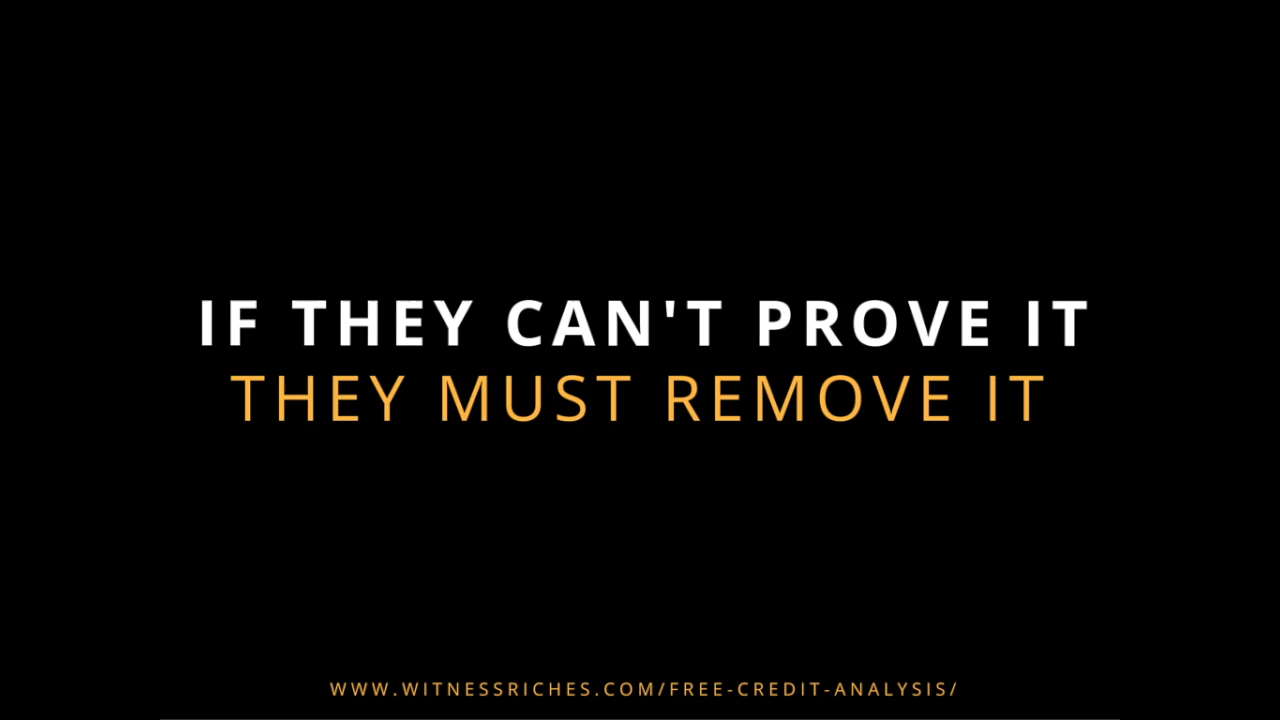 IF THEY CAN'T PROVE IT
THEY MUST REMOVE IT
WWW.WITNESSRICHES.COM/FREE-CREDIT-ANALYSIS/